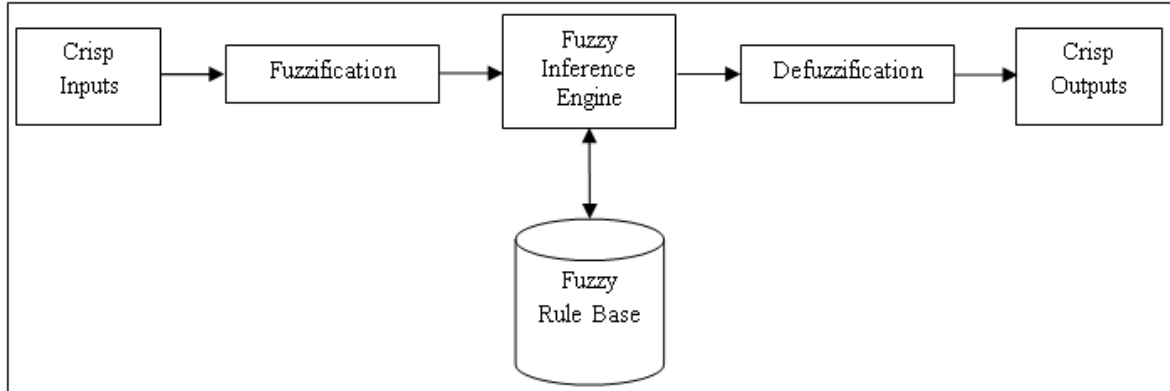 Crisp
Inputs
Fuzzification
Fuzzy
Inference
Engine
Defuzzification
Crisp
Outputs
Fuzzy
Rule Base